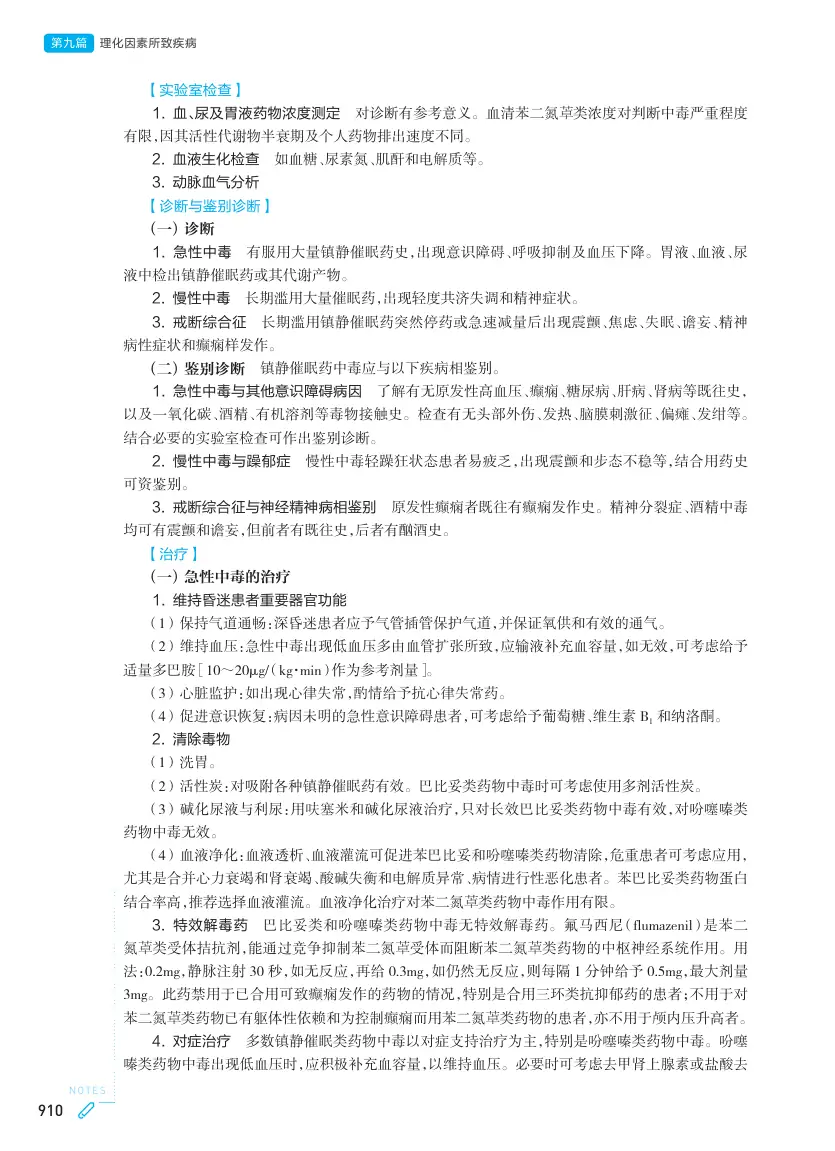 第九篇 理化因素所致疾病
【实验室检查】
1. 血、尿及胃液药物浓度测定 对诊断有参考意义。血清苯二氮䓬类浓度对判断中毒严重程度
有限,因其活性代谢物半衰期及个人药物排出速度不同。
2. 血液生化检查 如血糖、尿素氮、肌酐和电解质等。
3. 动脉血气分析
【诊断与鉴别诊断】
(一)诊断
1. 急性中毒 有服用大量镇静催眠药史,出现意识障碍、呼吸抑制及血压下降。胃液、血液、尿
液中检出镇静催眠药或其代谢产物。
2. 慢性中毒 长期滥用大量催眠药,出现轻度共济失调和精神症状。
3. 戒断综合征 长期滥用镇静催眠药突然停药或急速减量后出现震颤、焦虑、失眠、谵妄、精神
病性症状和癫痫样发作。
(二)鉴别诊断 镇静催眠药中毒应与以下疾病相鉴别。
1. 急性中毒与其他意识障碍病因 了解有无原发性高血压、癫痫、糖尿病、肝病、肾病等既往史,
以及一氧化碳、酒精、有机溶剂等毒物接触史。检查有无头部外伤、发热、脑膜刺激征、偏瘫、发绀等。
结合必要的实验室检查可作出鉴别诊断。
2. 慢性中毒与躁郁症 慢性中毒轻躁狂状态患者易疲乏,出现震颤和步态不稳等,结合用药史
可资鉴别。
3. 戒断综合征与神经精神病相鉴别 原发性癫痫者既往有癫痫发作史。精神分裂症、酒精中毒
均可有震颤和谵妄,但前者有既往史,后者有酗酒史。
【治疗】
(一)急性中毒的治疗
1. 维持昏迷患者重要器官功能
(1)保持气道通畅:深昏迷患者应予气管插管保护气道,并保证氧供和有效的通气。
(2)维持血压:急性中毒出现低血压多由血管扩张所致,应输液补充血容量,如无效,可考虑给予
适量多巴胺[10~20μg/(kg·min)作为参考剂量]。
(3)心脏监护:如出现心律失常,酌情给予抗心律失常药。
(4)促进意识恢复:病因未明的急性意识障碍患者,可考虑给予葡萄糖、维生素 B₁ 和纳洛酮。
2. 清除毒物
(1)洗胃。
(2)活性炭:对吸附各种镇静催眠药有效。巴比妥类药物中毒时可考虑使用多剂活性炭。
(3)碱化尿液与利尿:用呋塞米和碱化尿液治疗,只对长效巴比妥类药物中毒有效,对吩噻嗪类
药物中毒无效。
(4)血液净化:血液透析、血液灌流可促进苯巴比妥和吩噻嗪类药物清除,危重患者可考虑应用,
尤其是合并心力衰竭和肾衰竭、酸碱失衡和电解质异常、病情进行性恶化患者。苯巴比妥类药物蛋白
结合率高,推荐选择血液灌流。血液净化治疗对苯二氮䓬类药物中毒作用有限。
3. 特效解毒药 巴比妥类和吩噻嗪类药物中毒无特效解毒药。氟马西尼(flumazenil)是苯二
氮䓬类受体拮抗剂,能通过竞争抑制苯二氮䓬受体而阻断苯二氮䓬类药物的中枢神经系统作用。用
法:0.2mg,静脉注射 30 秒,如无反应,再给 0.3mg,如仍然无反应,则每隔 1 分钟给予 0.5mg,最大剂量
3mg。此药禁用于已合用可致癫痫发作的药物的情况,特别是合用三环类抗抑郁药的患者;不用于对
苯二氮䓬类药物已有躯体性依赖和为控制癫痫而用苯二氮䓬类药物的患者,亦不用于颅内压升高者。
4. 对症治疗 多数镇静催眠类药物中毒以对症支持治疗为主,特别是吩噻嗪类药物中毒。吩噻
嗪类药物中毒出现低血压时,应积极补充血容量,以维持血压。必要时可考虑去甲肾上腺素或盐酸去
NOTES
910